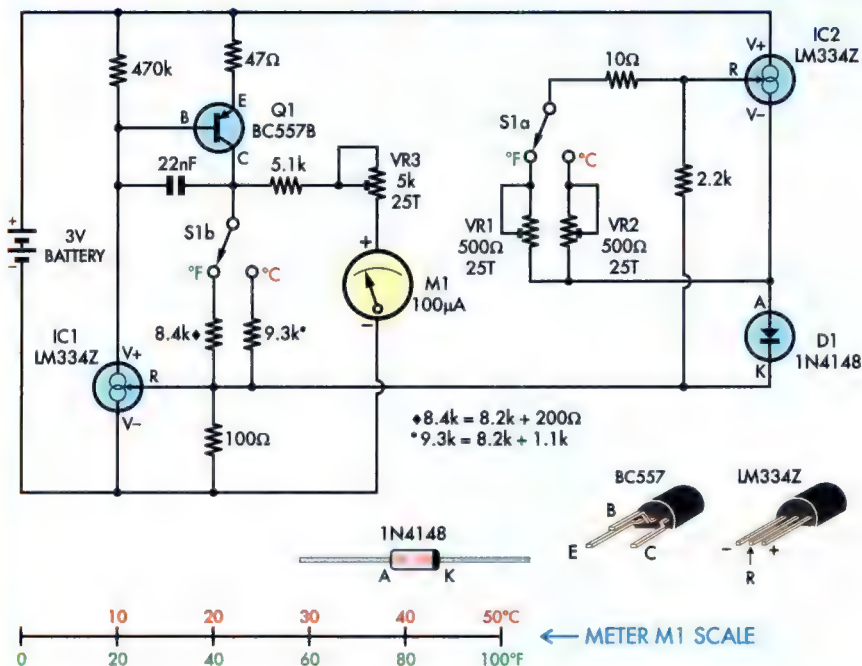 470k
47Ω
E
B
C
Q1
BC557B
22nF
5.1k
VR3
5k
25T
S1b
°F
°C
+
-
3V
BATTERY
+
M1
100µA
–
IC1
LM334Z
V+
R
V–
8.4k♦
9.3k*
100Ω
10Ω
S1a
°F
°C
VR1
500Ω
25T
VR2
500Ω
25T
IC2
LM334Z
V+
R
V–
2.2k
A
D1
1N4148
K
♦8.4k = 8.2k + 200Ω
*9.3k = 8.2k + 1.1k
1N4148
A
K
BC557
B
E
C
LM334Z
–
+
R
10 20 30 40 50°C
0 20 40 60 80 100°F
← METER M1 SCALE